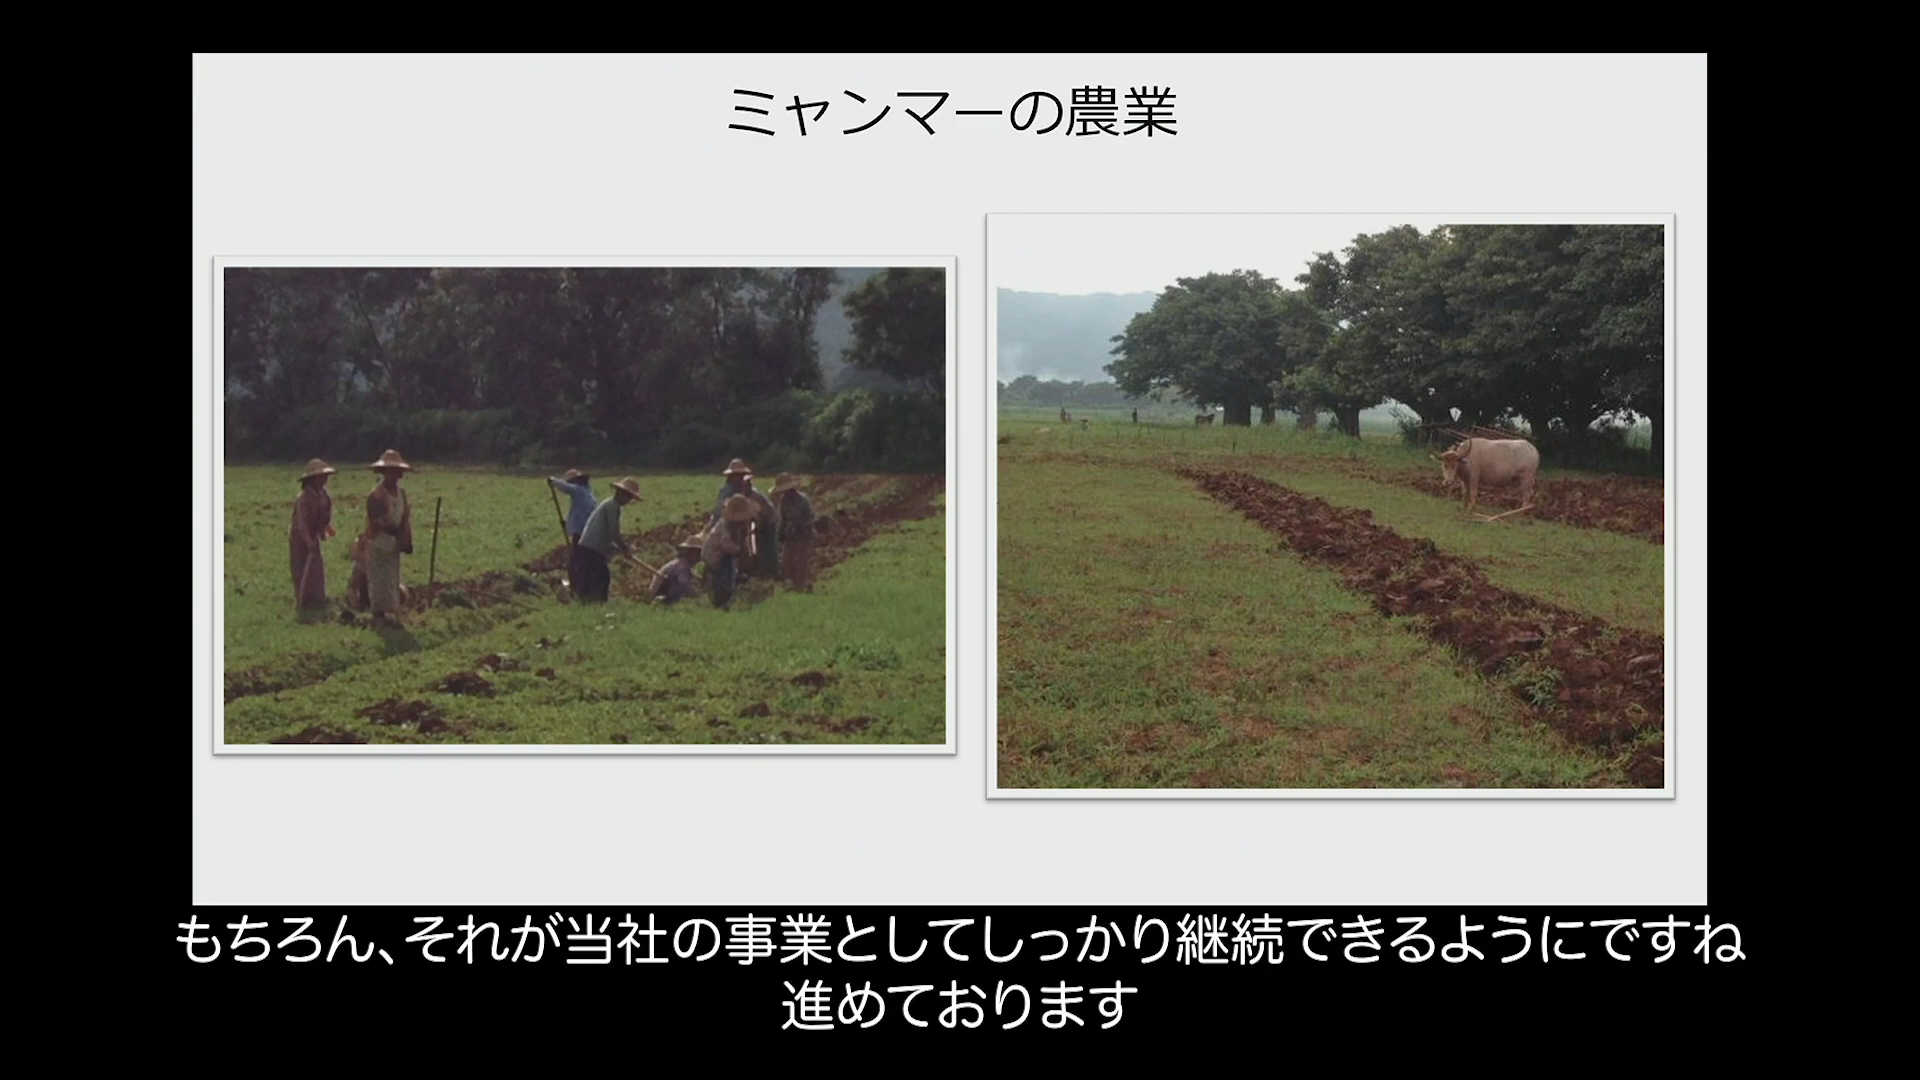 ミャンマーの農業
もちろん、それが当社の事業としてしっかり継続できるようにですね
進めております